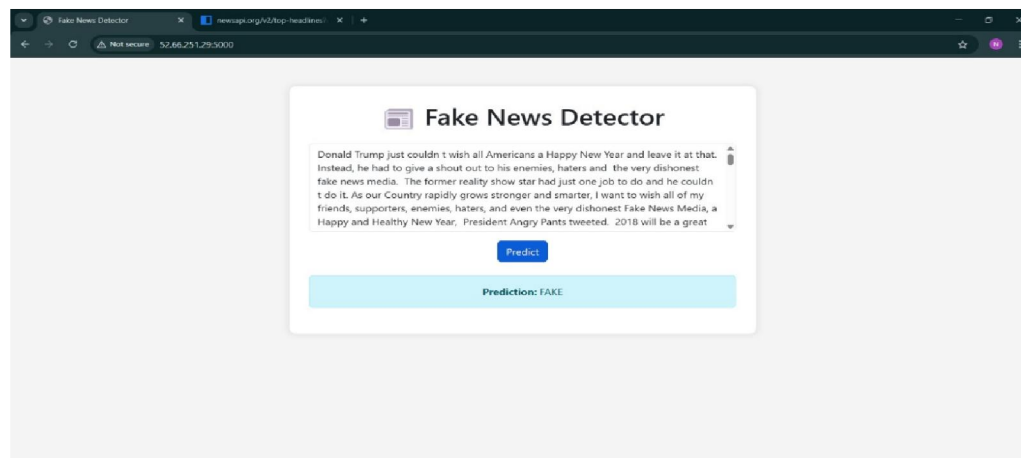 Fake News Detector
newsapi.org/v2/top-headlines
Not secure 52.66.251.29:5000
N
Fake News Detector
Donald Trump just couldn t wish all Americans a Happy New Year and leave it at that.
Instead, he had to give a shout out to his enemies, haters and the very dishonest
fake news media. The former reality show star had just one job to do and he couldn
t do it. As our Country rapidly grows stronger and smarter, I want to wish all of my
friends, supporters, enemies, haters, and even the very dishonest Fake News Media, a
Happy and Healthy New Year, President Angry Pants tweeted. 2018 will be a great
Predict
Prediction: FAKE